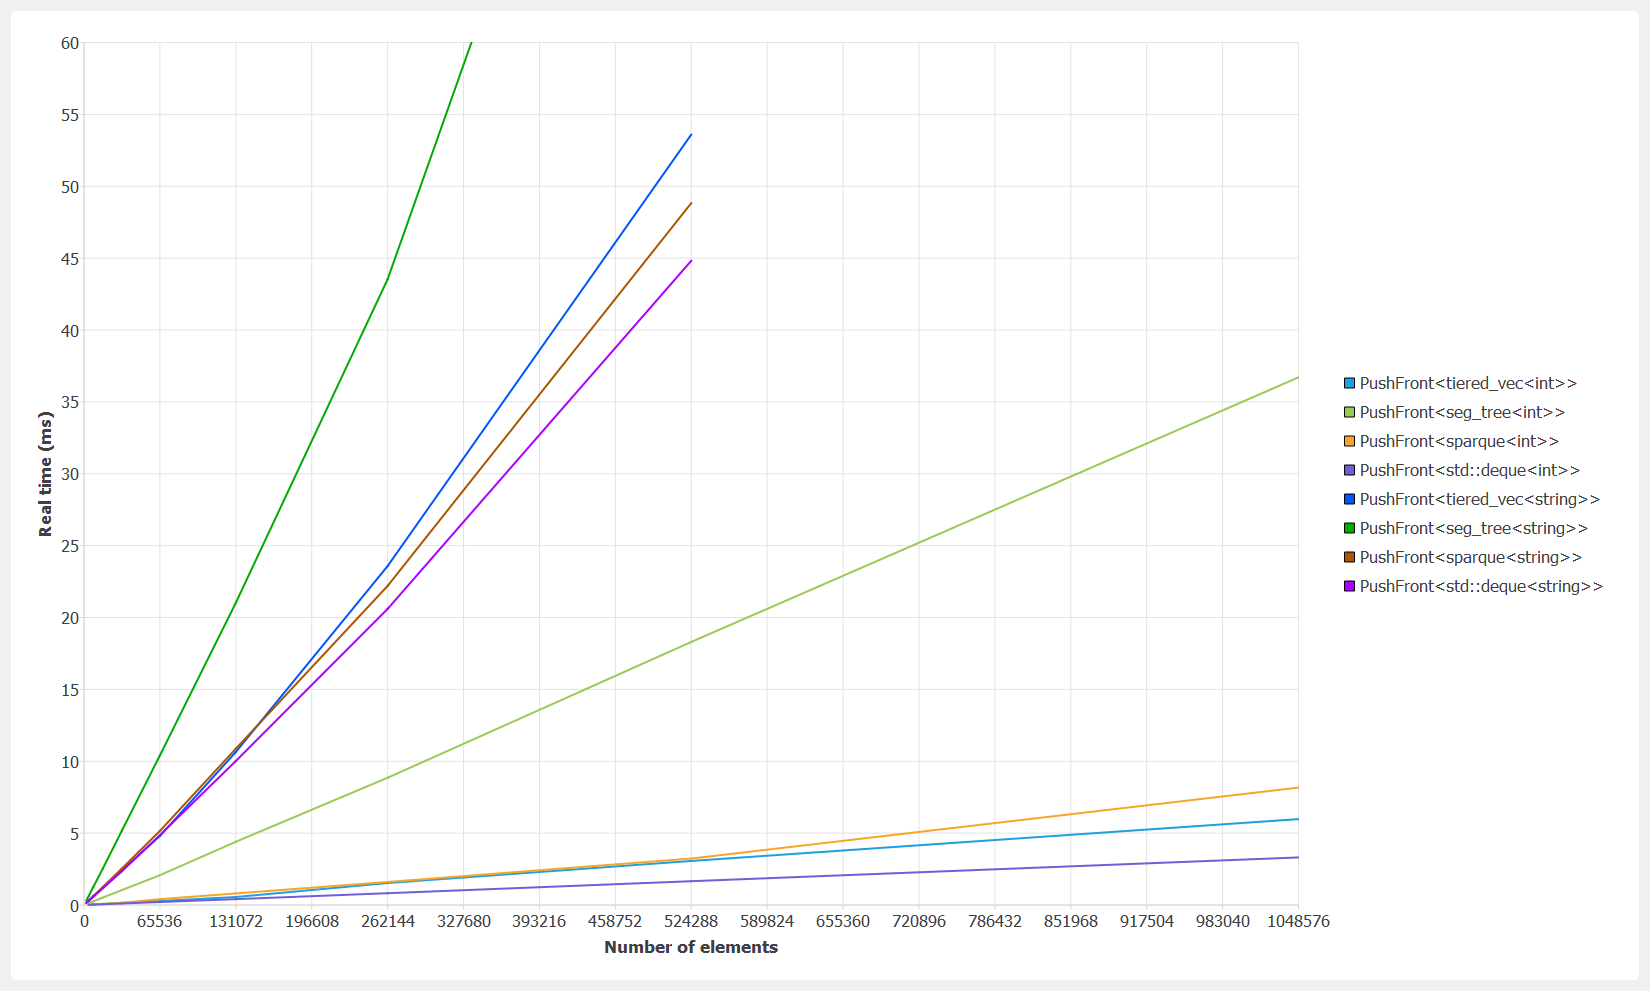 60
55
50
45
40
35
30
25
20
15
10
5
0
Real time (ms)
0 65536 131072 196608 262144 327680 393216 458752 524288 589824 655360 720896 786432 851968 917504 983040 1048576
Number of elements
PushFront<tiered_vec<int>>
PushFront<seg_tree<int>>
PushFront<sparque<int>>
PushFront<std::deque<int>>
PushFront<tiered_vec<string>>
PushFront<seg_tree<string>>
PushFront<sparque<string>>
PushFront<std::deque<string>>